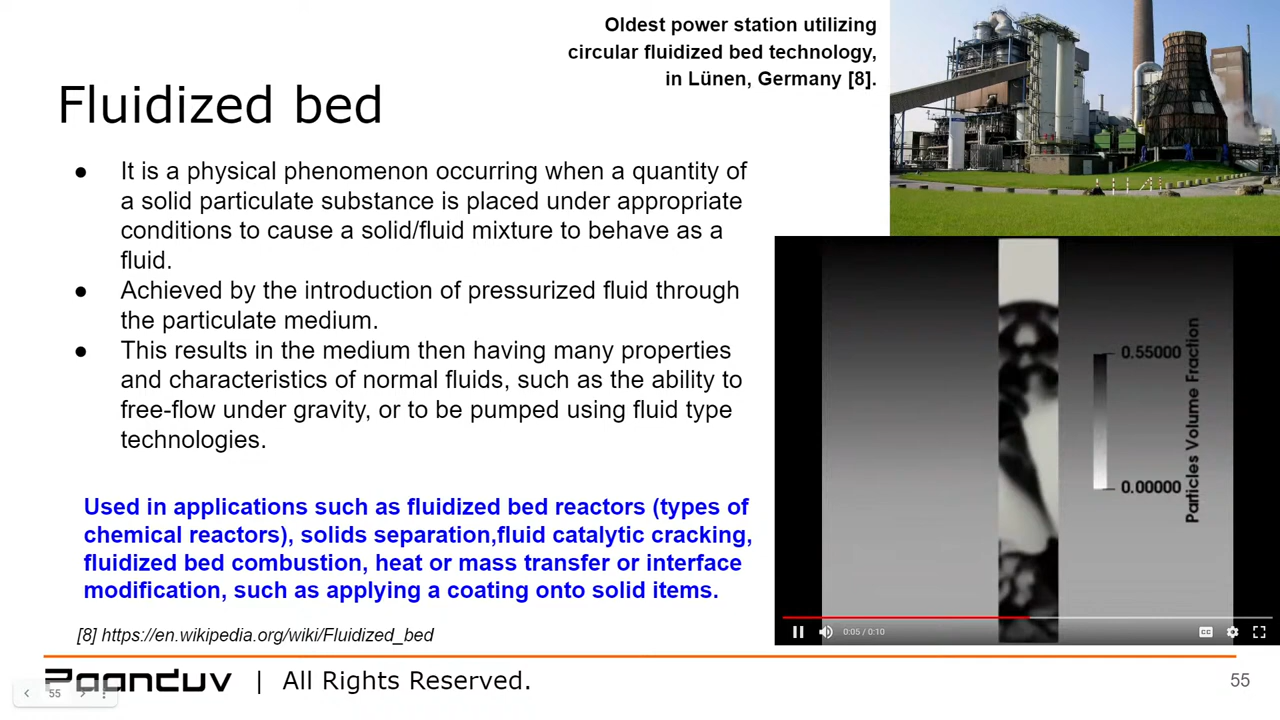 Oldest power station utilizing
circular fluidized bed technology,
in Lünen, Germany [8].
Fluidized bed
● It is a physical phenomenon occurring when a quantity of
a solid particulate substance is placed under appropriate
conditions to cause a solid/fluid mixture to behave as a
fluid.
● Achieved by the introduction of pressurized fluid through
the particulate medium.
● This results in the medium then having many properties
and characteristics of normal fluids, such as the ability to
free-flow under gravity, or to be pumped using fluid type
technologies.
Used in applications such as fluidized bed reactors (types of
chemical reactors), solids separation,fluid catalytic cracking,
fluidized bed combustion, heat or mass transfer or interface
modification, such as applying a coating onto solid items.
[8] https://en.wikipedia.org/wiki/Fluidized_bed
0.55000
0.00000
Particles Volume Fraction
0:05 / 0:10
CC
Paanduv | All Rights Reserved.
55
55